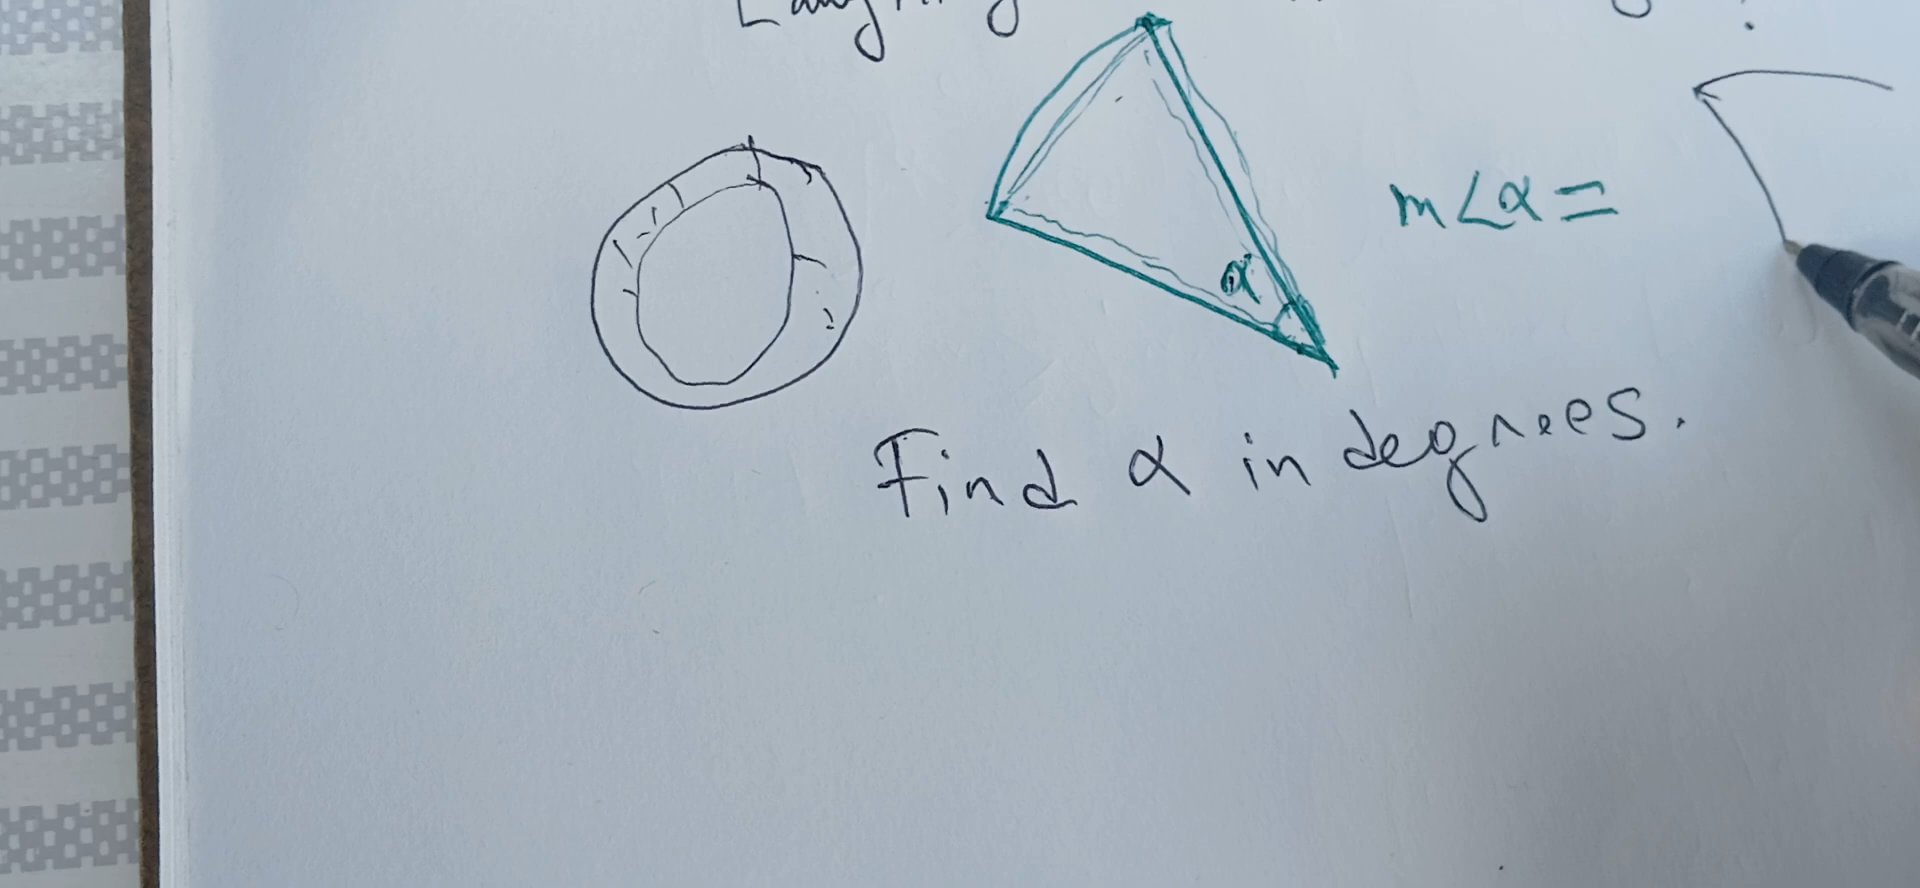 α
m∠α=
Find α in degrees.